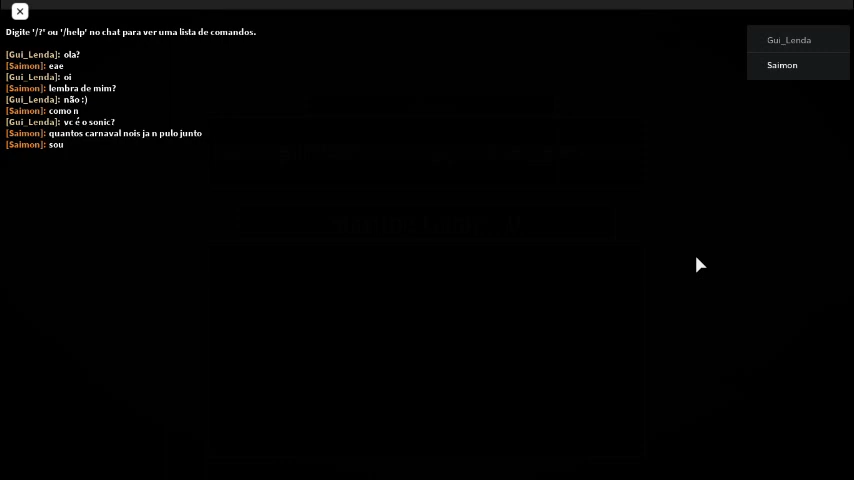 Digite '/?' ou '/help' no chat para ver uma lista de comandos.
[Gui_Lenda]: ola?
[Saimon]: eae
[Gui_Lenda]: oi
[Saimon]: lembra de mim?
[Gui_Lenda]: não :)
[Saimon]: como n
[Gui_Lenda]: vc é o sonic?
[Saimon]: quantos carnaval nois ja n pulo junto
[Saimon]: sou
Gui_Lenda
Saimon